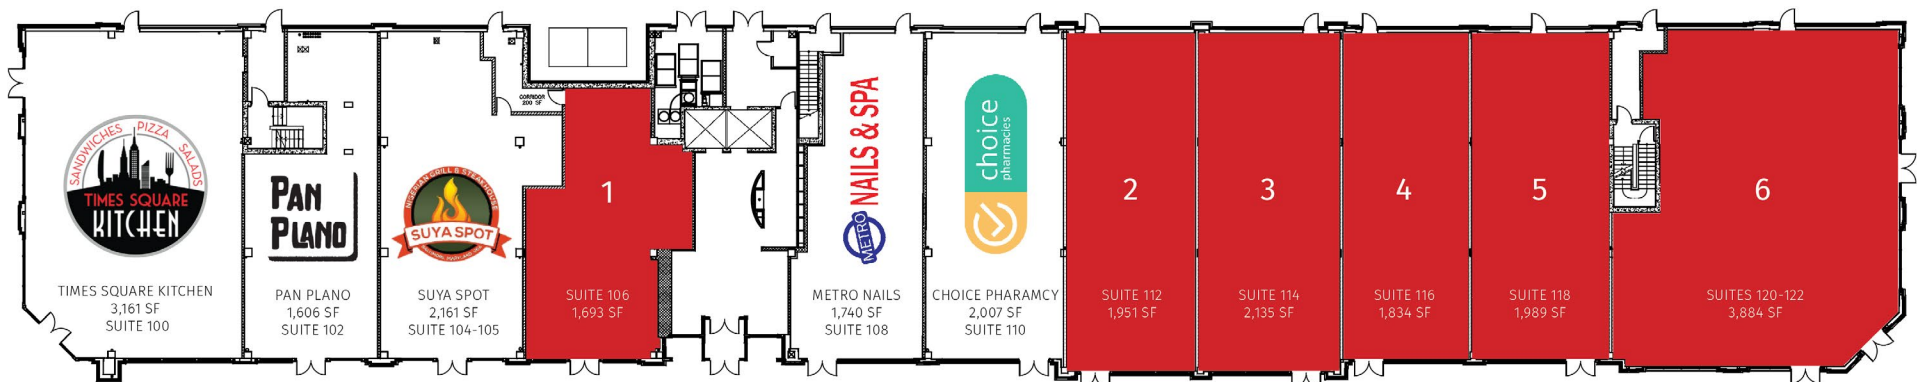 SANDWICHES PIZZA SALADS
TIMES SQUARE
KITCHEN
TIMES SQUARE KITCHEN
3,161 SF
SUITE 100
PAN
PLANO
PAN PLANO
1,606 SF
SUITE 102
NIGERIAN GRILL & STEAKHOUSE
SUYA SPOT
SUYA SPOT
2,161 SF
SUITE 104-105
CORRIDOR
200 SF
1
SUITE 106
1,693 SF
METRO NAILS & SPA
METRO NAILS
1,740 SF
SUITE 108
choice
pharmacies
CHOICE PHARAMCY
2,007 SF
SUITE 110
2
SUITE 112
1,951 SF
3
SUITE 114
2,135 SF
4
SUITE 116
1,834 SF
5
SUITE 118
1,989 SF
6
SUITES 120-122
3,884 SF